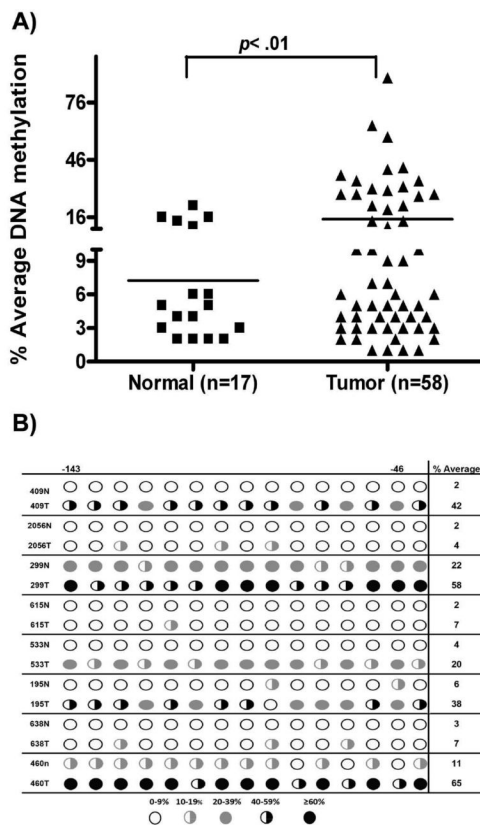 A)
p< .01
% Average DNA methylation
76
46
16
9
6
3
0
Normal (n=17)
Tumor (n=58)
B)
-143 -46 % Average
409N 2
409T 42
2056N 2
2056T 4
299N 22
299T 58
615N 2
615T 7
533N 4
533T 20
195N 6
195T 38
638N 3
638T 7
460n 11
460T 65
0-9% 10-19% 20-39% 40-59% ≥60%